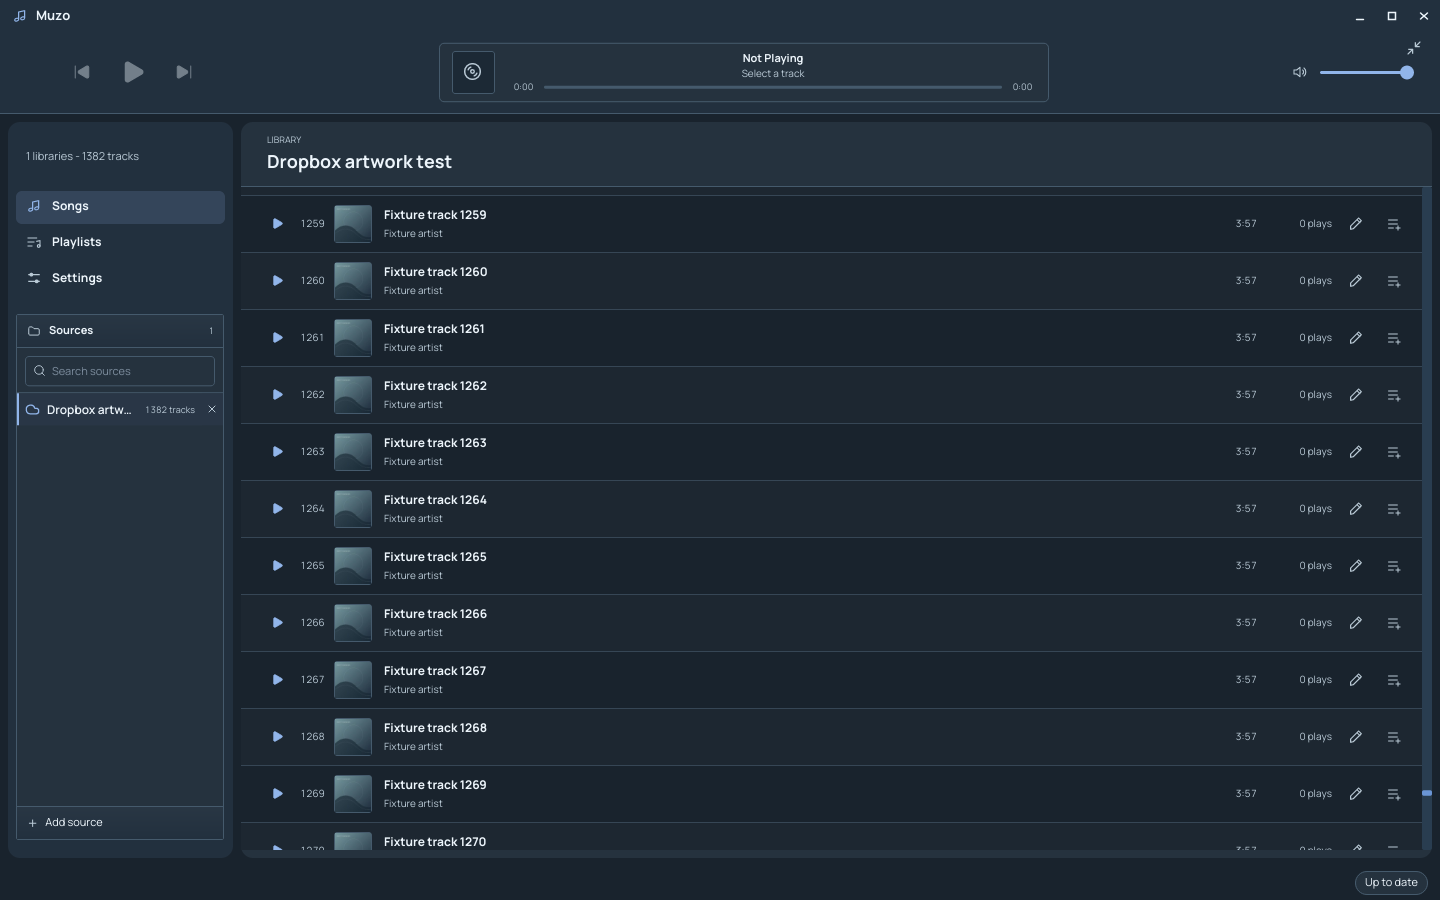 Muzo
Not Playing
Select a track
0:00
0:00
1 libraries - 1382 tracks
Songs
Playlists
Settings
Sources
1
Search sources
Dropbox artw...
1382 tracks
Add source
LIBRARY
Dropbox artwork test
1259
Fixture track 1259
Fixture artist
3:57
0 plays
1260
Fixture track 1260
Fixture artist
3:57
0 plays
1261
Fixture track 1261
Fixture artist
3:57
0 plays
1262
Fixture track 1262
Fixture artist
3:57
0 plays
1263
Fixture track 1263
Fixture artist
3:57
0 plays
1264
Fixture track 1264
Fixture artist
3:57
0 plays
1265
Fixture track 1265
Fixture artist
3:57
0 plays
1266
Fixture track 1266
Fixture artist
3:57
0 plays
1267
Fixture track 1267
Fixture artist
3:57
0 plays
1268
Fixture track 1268
Fixture artist
3:57
0 plays
1269
Fixture track 1269
Fixture artist
3:57
0 plays
1270
Fixture track 1270
3:57
0 plays
Up to date